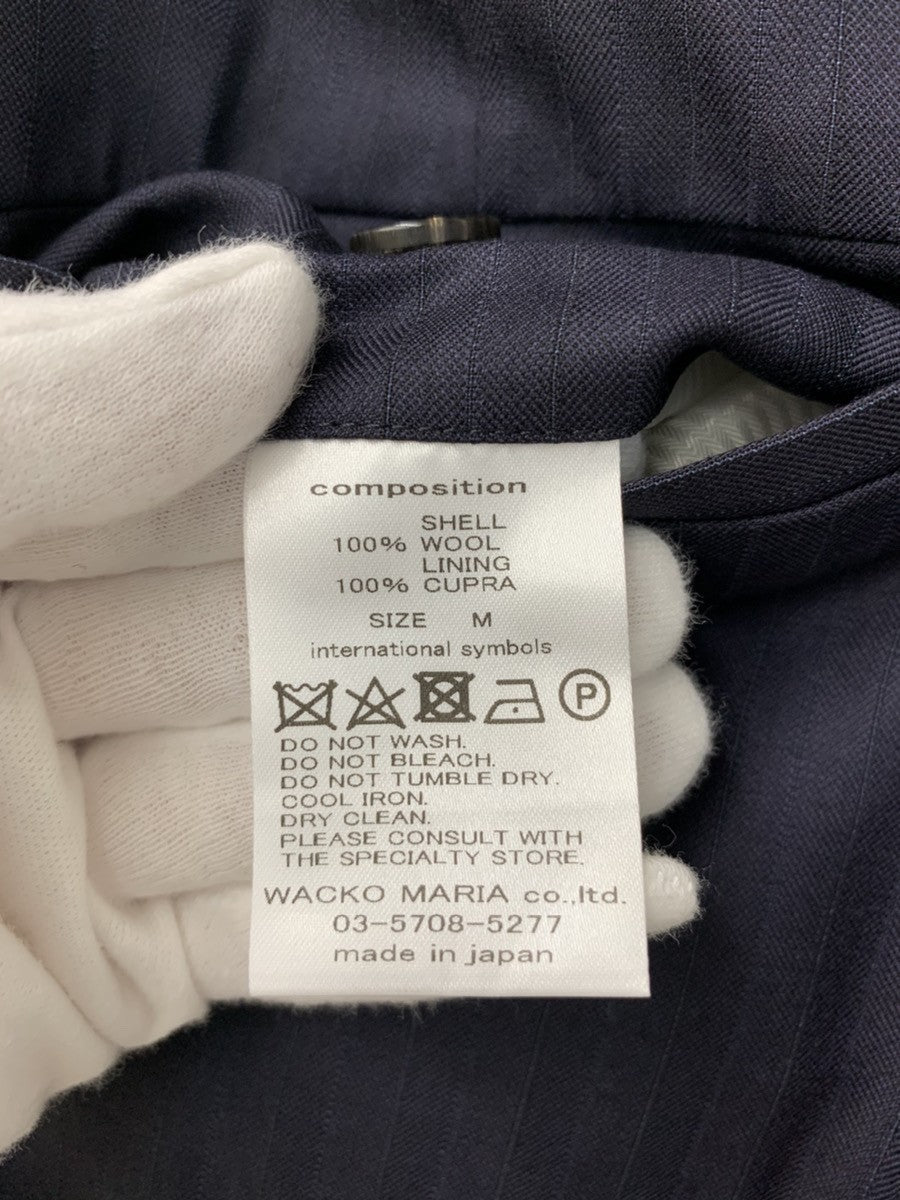 composition
SHELL
100% WOOL
LINING
100% CUPRA
SIZE M
international symbols
P
DO NOT WASH.
DO NOT BLEACH.
DO NOT TUMBLE DRY.
COOL IRON.
DRY CLEAN.
PLEASE CONSULT WITH
THE SPECIALTY STORE.
WACKO MARIA co.,ltd.
03-5708-5277
made in japan